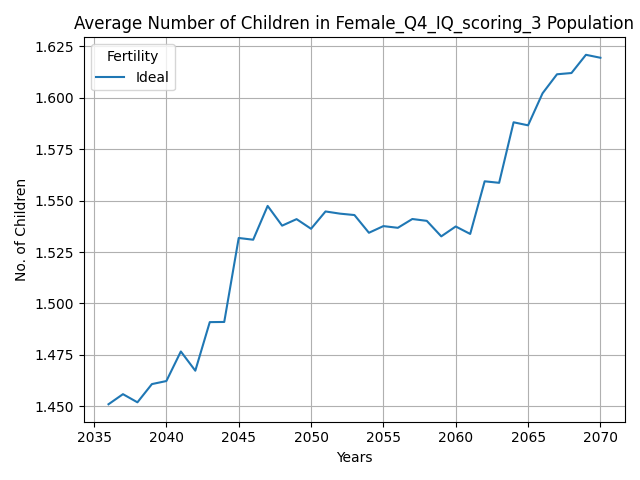 Average Number of Children in Female_Q4_IQ_scoring_3 Population
Fertility
Ideal
1.625
1.600
1.575
1.550
1.525
1.500
1.475
1.450
No. of Children
2035 2040 2045 2050 2055 2060 2065 2070
Years